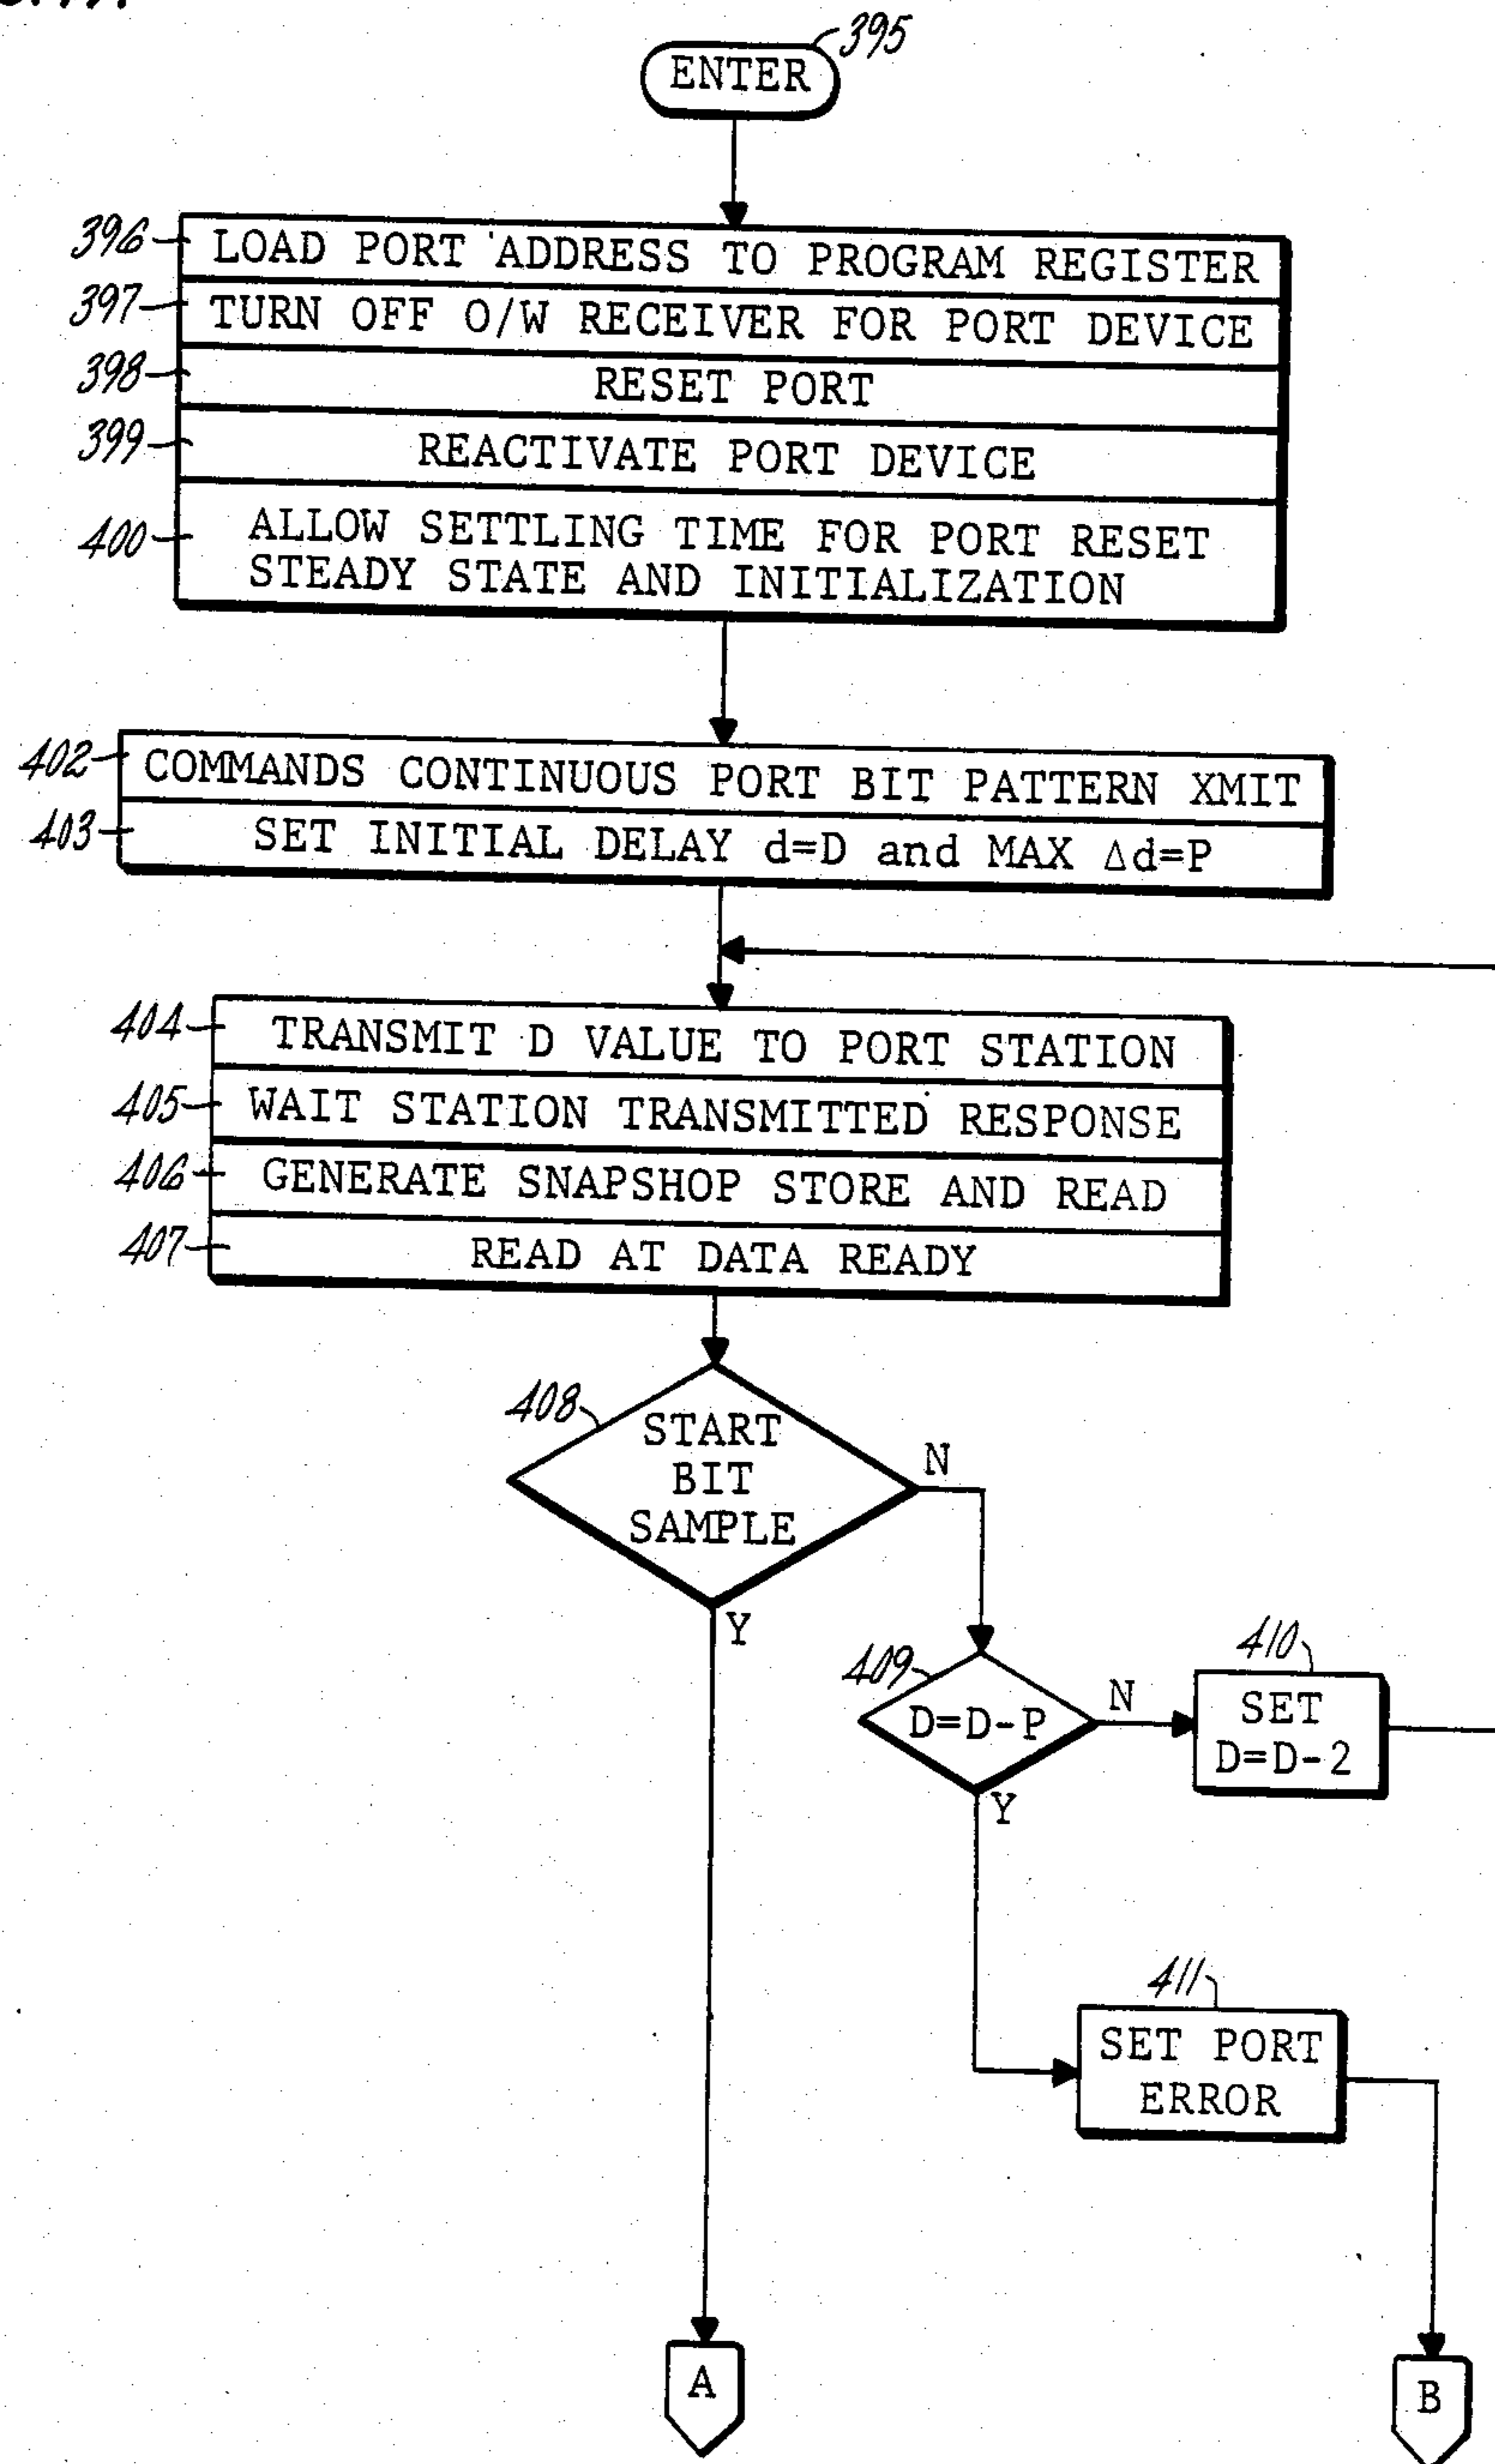 395
ENTER
396
LOAD PORT ADDRESS TO PROGRAM REGISTER
397
TURN OFF O/W RECEIVER FOR PORT DEVICE
398
RESET PORT
399
REACTIVATE PORT DEVICE
400
ALLOW SETTLING TIME FOR PORT RESET
STEADY STATE AND INITIALIZATION
402
COMMANDS CONTINUOUS PORT BIT PATTERN XMIT
403
SET INITIAL DELAY d=D and MAX Δd=P
404
TRANSMIT D VALUE TO PORT STATION
405
WAIT STATION TRANSMITTED RESPONSE
406
GENERATE SNAPSHOP STORE AND READ
407
READ AT DATA READY
408
START
BIT
SAMPLE
N
Y
409
D=D-P
N
Y
410
SET
D=D-2
411
SET PORT
ERROR
A
B